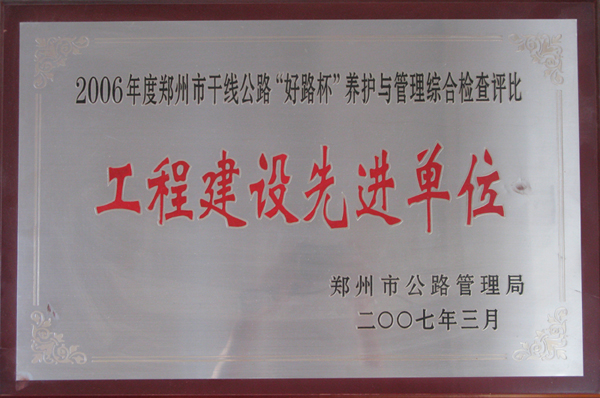 2006年度郑州市干线公路“好路杯”养护与管理综合检查评比
工程建设先进单位
郑州市公路管理局
二〇〇七年三月